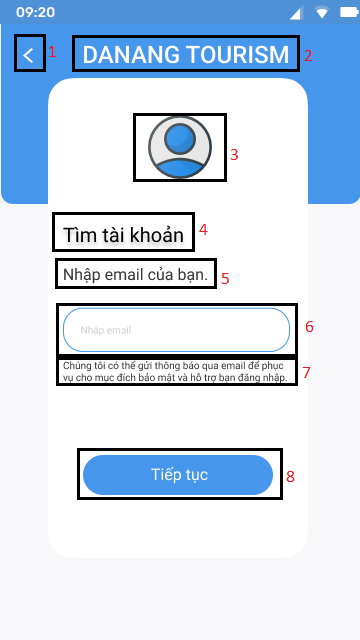 09:20
1
DANANG TOURISM 2
3
Tìm tài khoản 4
Nhập email của bạn. 5
Nhập email 6
Chúng tôi có thể gửi thông báo qua email để phục
vụ cho mục đích bảo mật và hỗ trợ bạn đăng nhập. 7
Tiếp tục 8